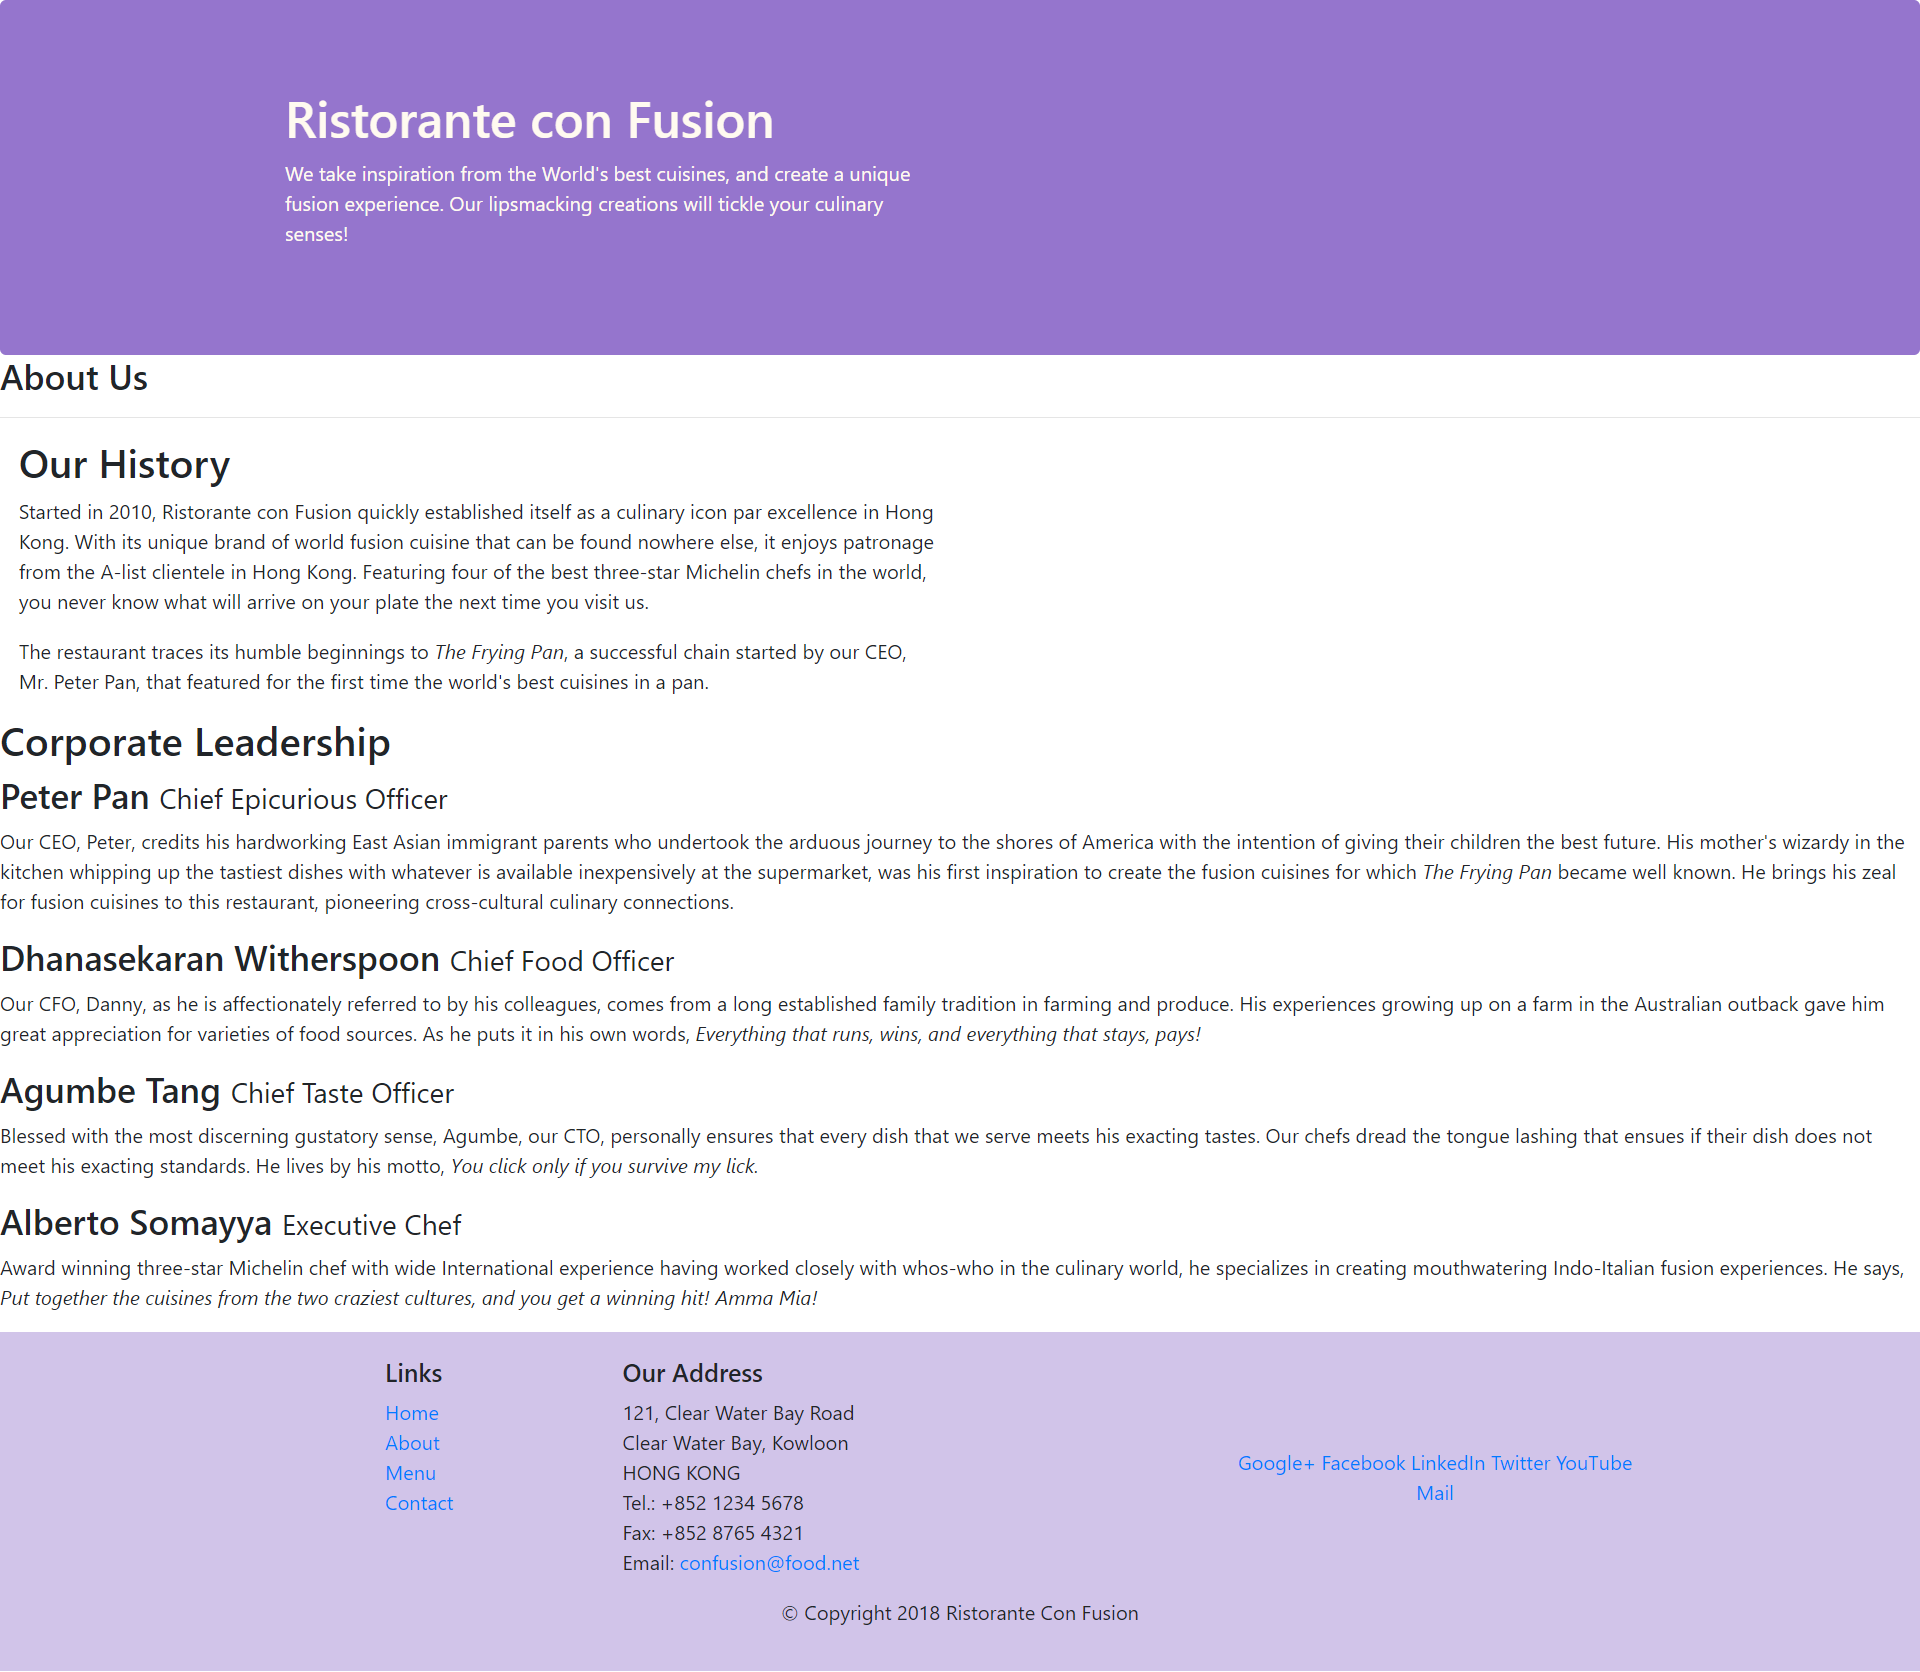 Ristorante con Fusion
We take inspiration from the World's best cuisines, and create a unique
fusion experience. Our lipsmacking creations will tickle your culinary
senses!
About Us
Our History
Started in 2010, Ristorante con Fusion quickly established itself as a culinary icon par excellence in Hong
Kong. With its unique brand of world fusion cuisine that can be found nowhere else, it enjoys patronage
from the A-list clientele in Hong Kong. Featuring four of the best three-star Michelin chefs in the world,
you never know what will arrive on your plate the next time you visit us.
The restaurant traces its humble beginnings to The Frying Pan, a successful chain started by our CEO,
Mr. Peter Pan, that featured for the first time the world's best cuisines in a pan.
Corporate Leadership
Peter Pan Chief Epicurious Officer
Our CEO, Peter, credits his hardworking East Asian immigrant parents who undertook the arduous journey to the shores of America with the intention of giving their children the best future. His mother's wizardy in the
kitchen whipping up the tastiest dishes with whatever is available inexpensively at the supermarket, was his first inspiration to create the fusion cuisines for which The Frying Pan became well known. He brings his zeal
for fusion cuisines to this restaurant, pioneering cross-cultural culinary connections.
Dhanasekaran Witherspoon Chief Food Officer
Our CFO, Danny, as he is affectionately referred to by his colleagues, comes from a long established family tradition in farming and produce. His experiences growing up on a farm in the Australian outback gave him
great appreciation for varieties of food sources. As he puts it in his own words, Everything that runs, wins, and everything that stays, pays!
Agumbe Tang Chief Taste Officer
Blessed with the most discerning gustatory sense, Agumbe, our CTO, personally ensures that every dish that we serve meets his exacting tastes. Our chefs dread the tongue lashing that ensues if their dish does not
meet his exacting standards. He lives by his motto, You click only if you survive my lick.
Alberto Somayya Executive Chef
Award winning three-star Michelin chef with wide International experience having worked closely with whos-who in the culinary world, he specializes in creating mouthwatering Indo-Italian fusion experiences. He says,
Put together the cuisines from the two craziest cultures, and you get a winning hit! Amma Mia!
Links
Home
About
Menu
Contact
Our Address
121, Clear Water Bay Road
Clear Water Bay, Kowloon
HONG KONG
Tel.: +852 1234 5678
Fax: +852 8765 4321
Email: confusion@food.net
Google+ Facebook LinkedIn Twitter YouTube
Mail
© Copyright 2018 Ristorante Con Fusion